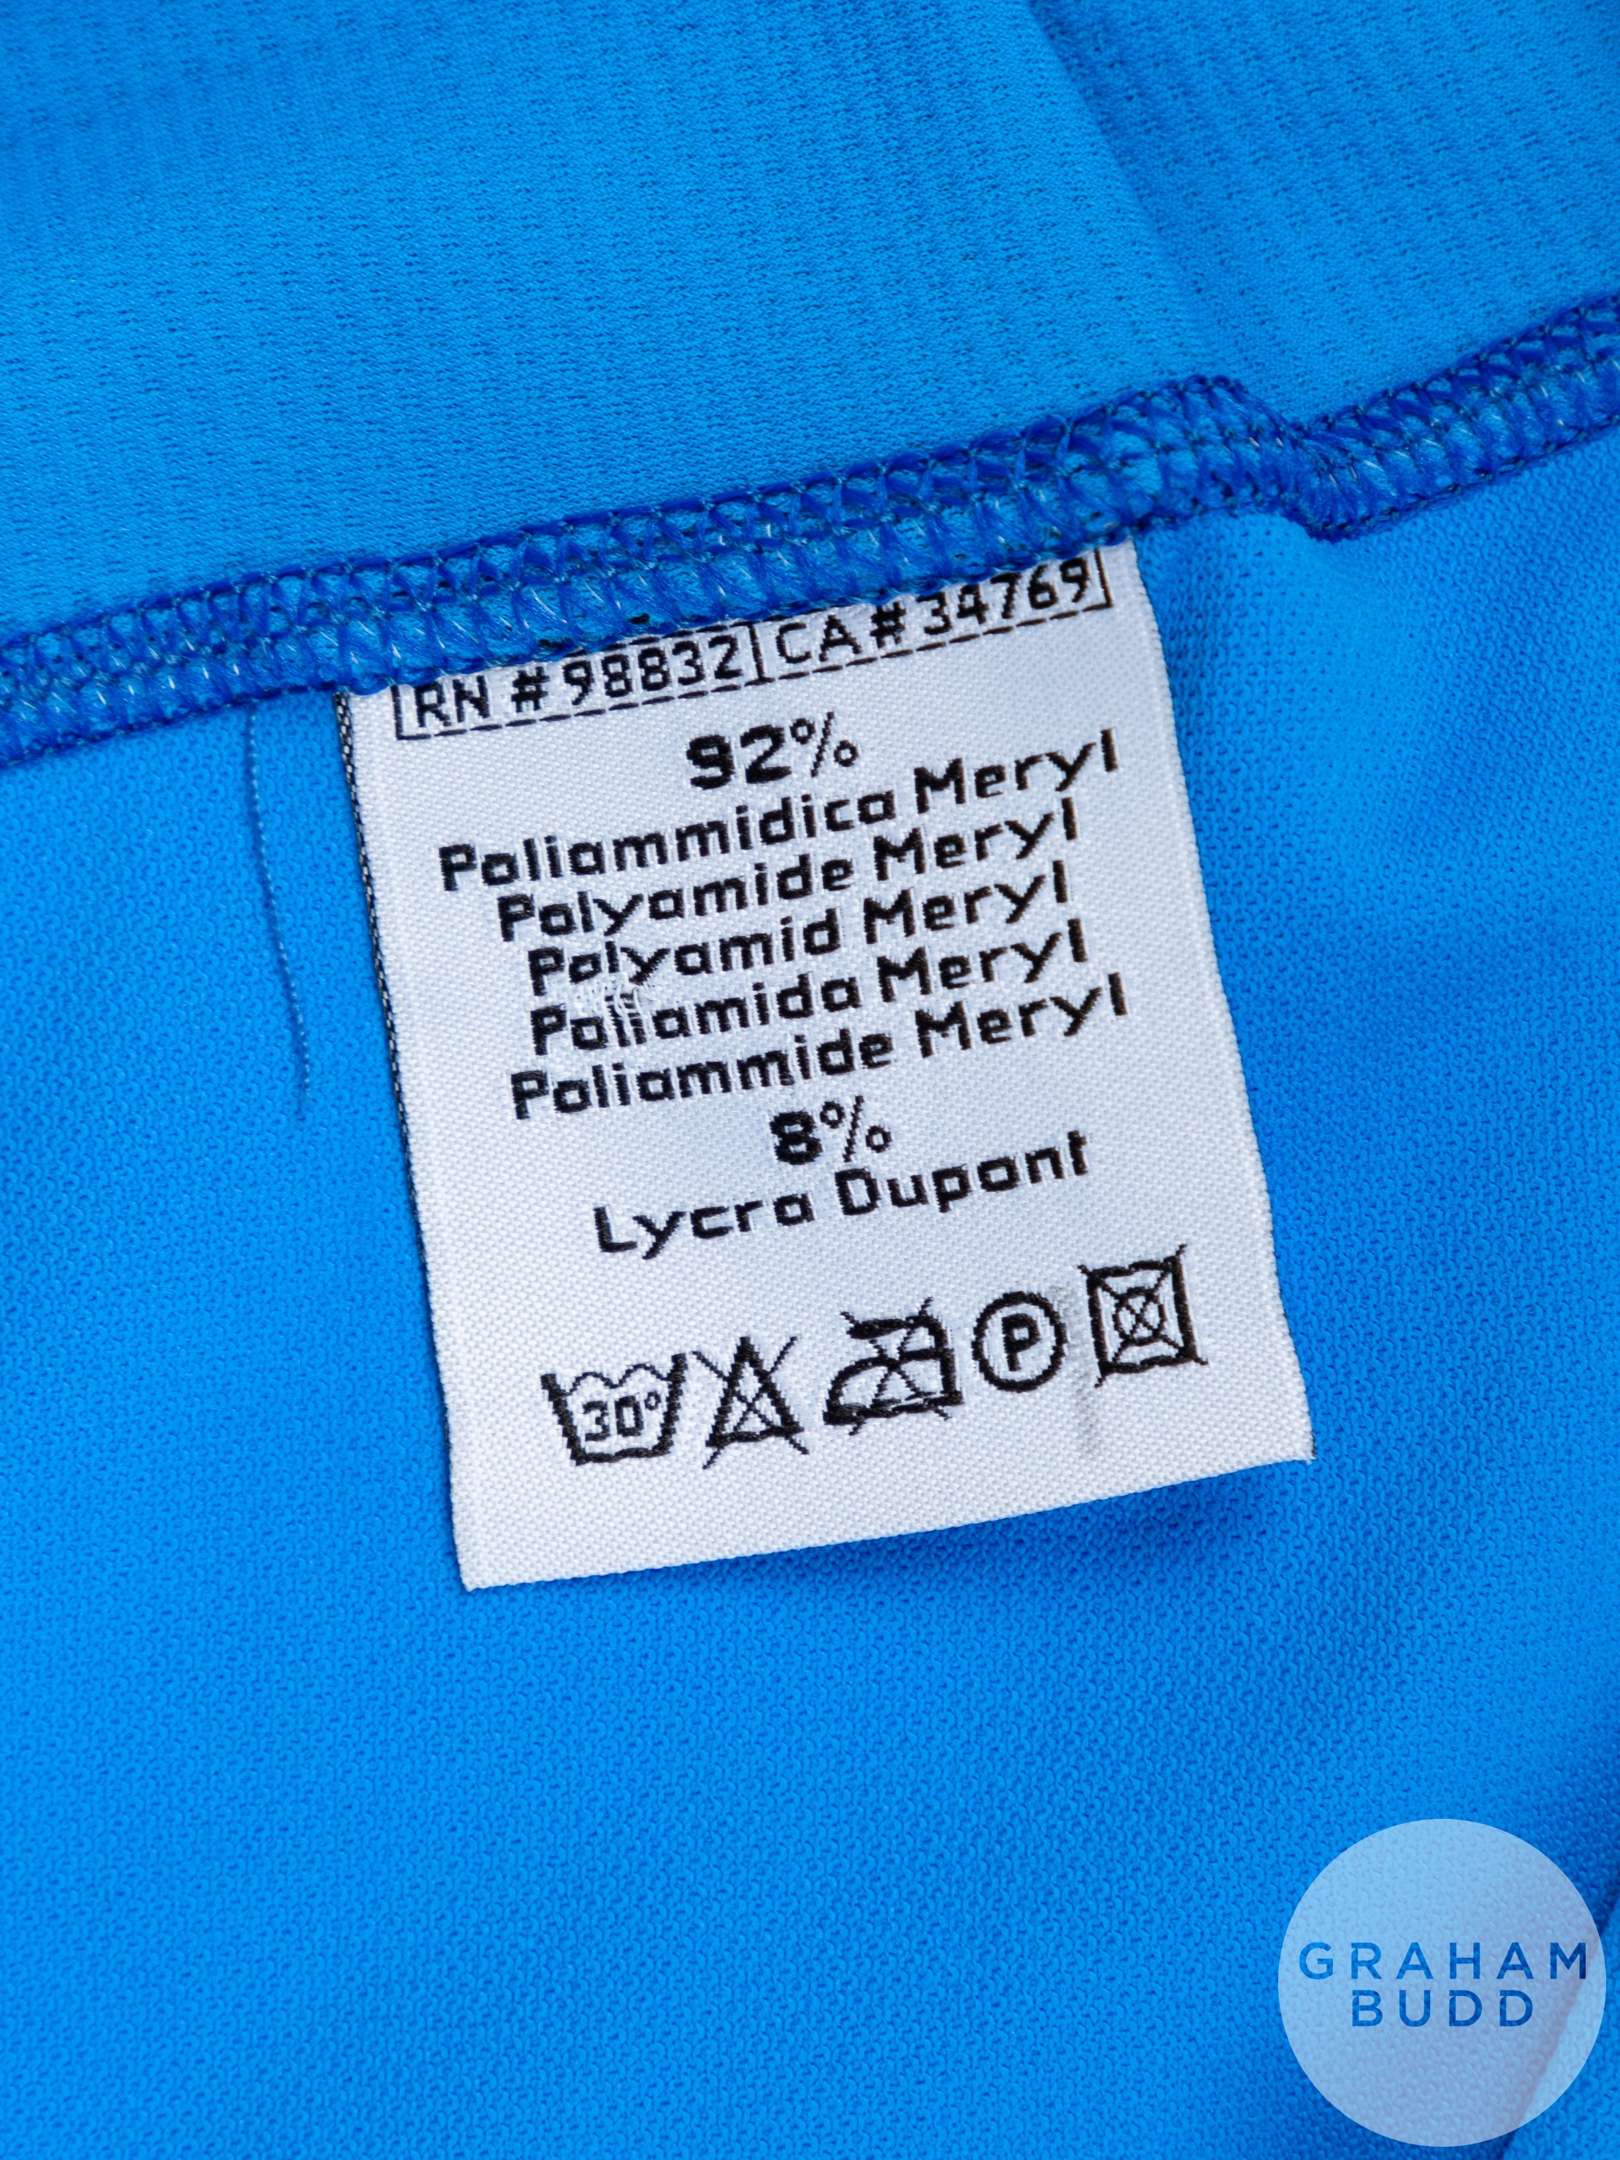 RN # 98832 CA # 34769
92%
Poliammidica Meryl
Polyamide Meryl
Polyamid Meryl
Poliamida Meryl
Poliammide Meryl
8%
Lycra Dupont
30° P
GRAHAM
BUDD